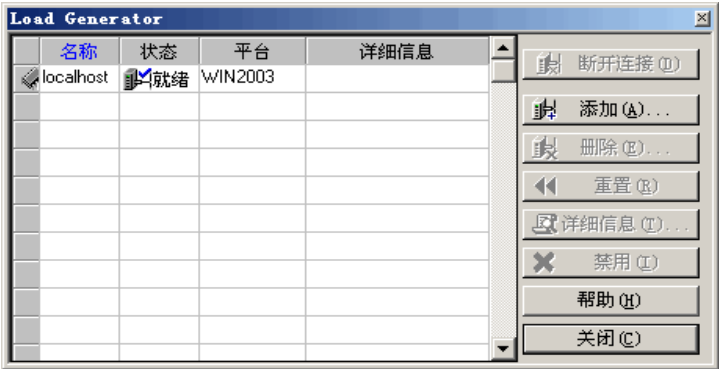 Load Generator
名称 状态 平台 详细信息
localhost 就绪 WIN2003
断开连接(D)
添加(A)...
删除(E)...
重置(R)
详细信息(T)...
禁用(I)
帮助(H)
关闭(C)